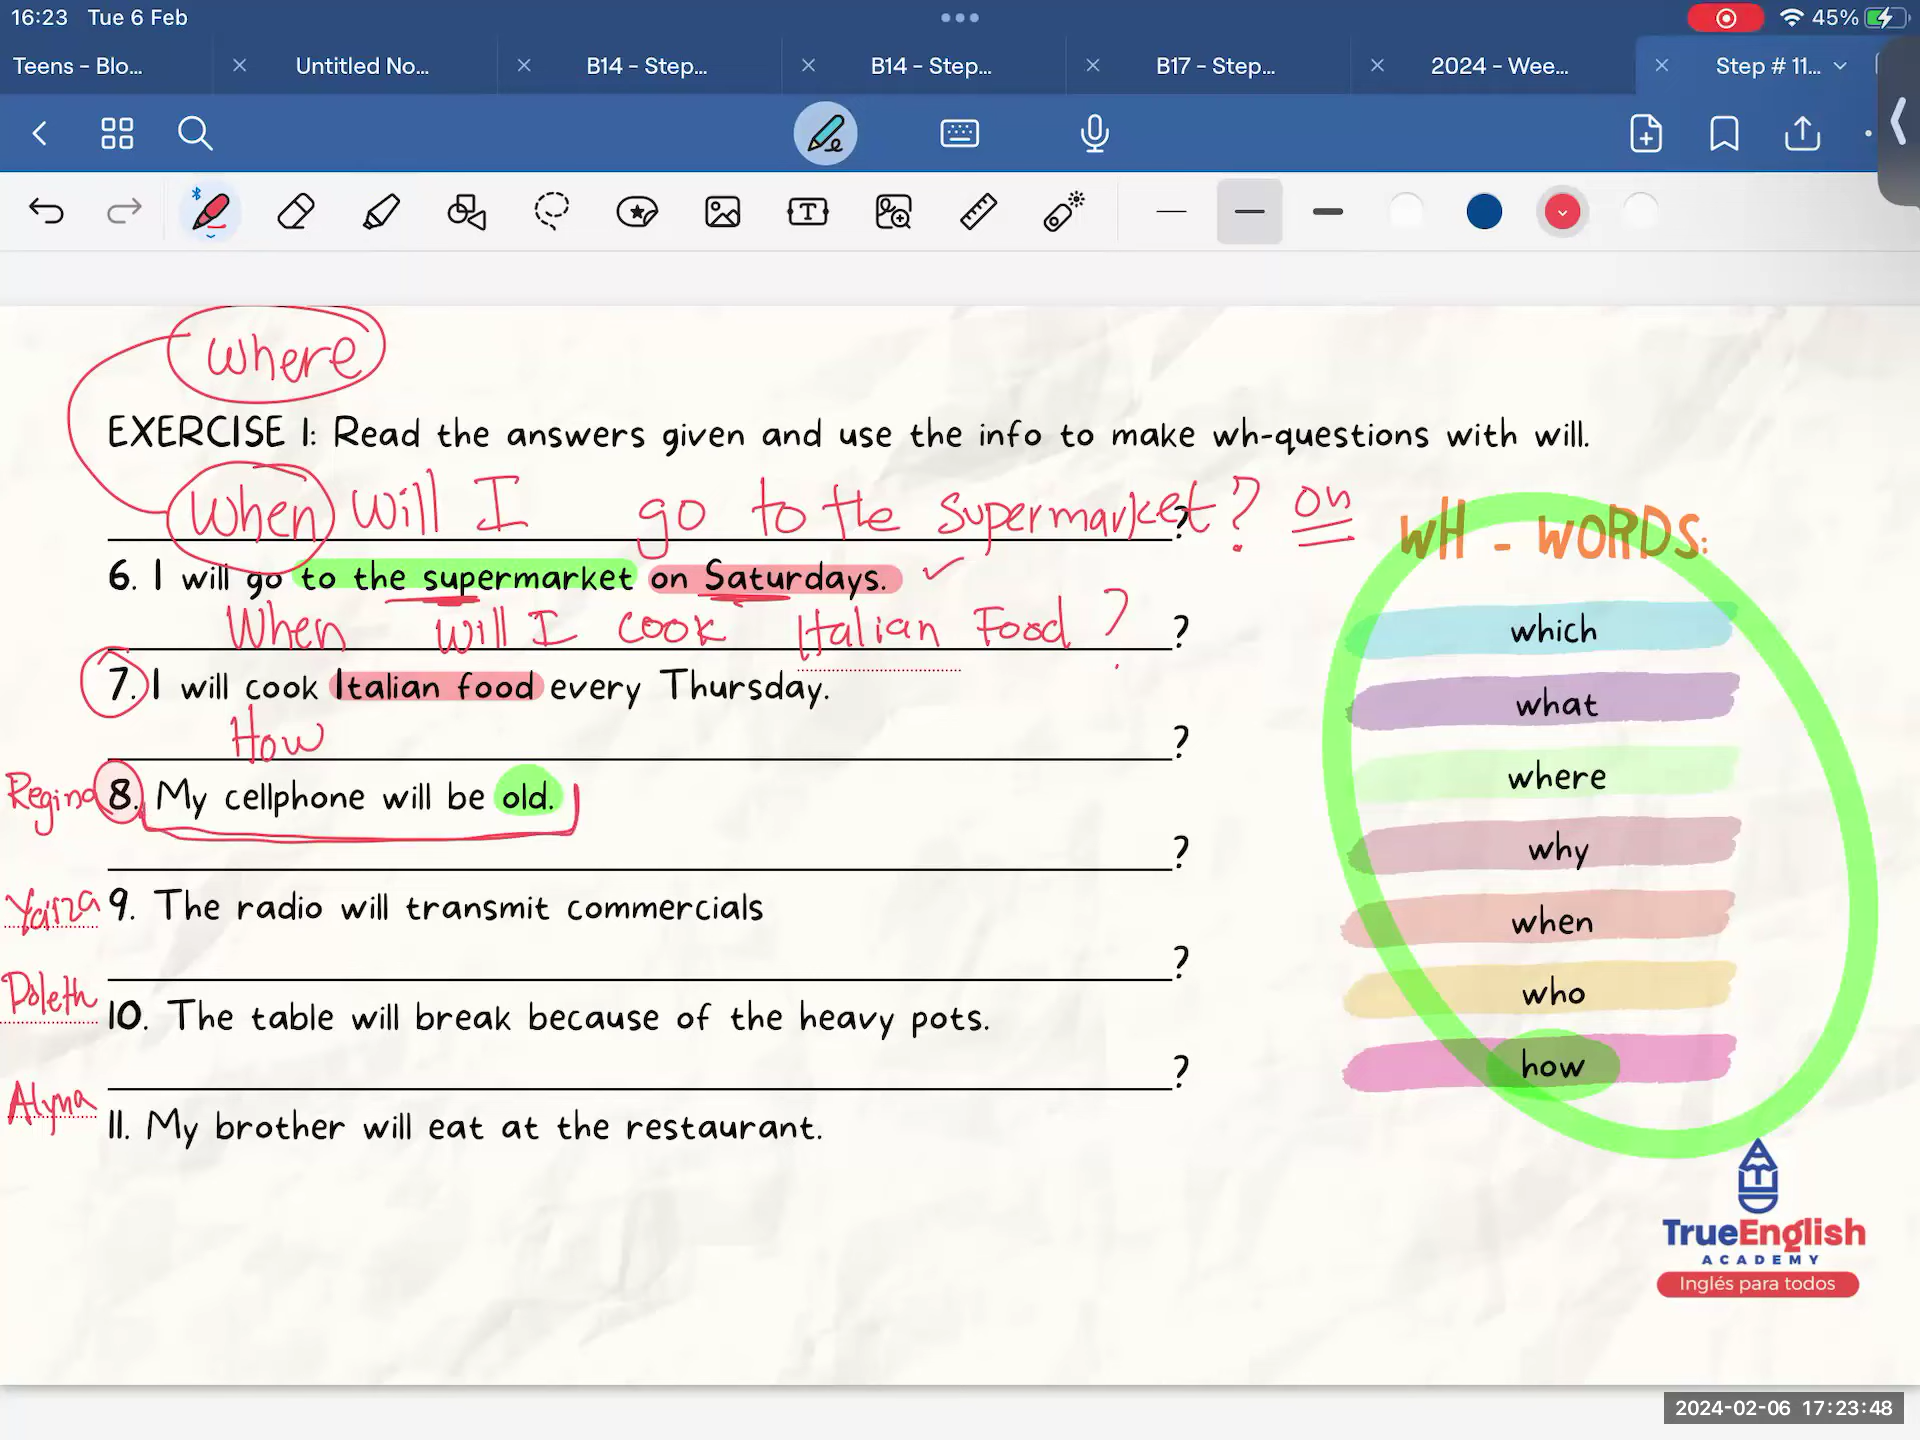 16:23 Tue 6 Feb
45%
Teens - Blo...
Untitled No...
B14 - Step...
B14 - Step...
B17 - Step...
2024 - Wee...
Step # 11...
where
EXERCISE 1: Read the answers given and use the info to make wh-questions with will.
When will I go to the supermarket? ? on
WH - WORDS:
6. I will go to the supermarket on Saturdays.
When will I cook Italian Food ? ?
7. I will cook Italian food every Thursday.
How ?
Regina 8. My cellphone will be old.
?
Yaırza 9. The radio will transmit commercials
?
10. The table will break because of the heavy pots.
?
Alyna 11. My brother will eat at the restaurant.
which
what
where
why
when
who
how
TrueEnglish
ACADEMY
Inglés para todos
2024-02-06 17:23:48